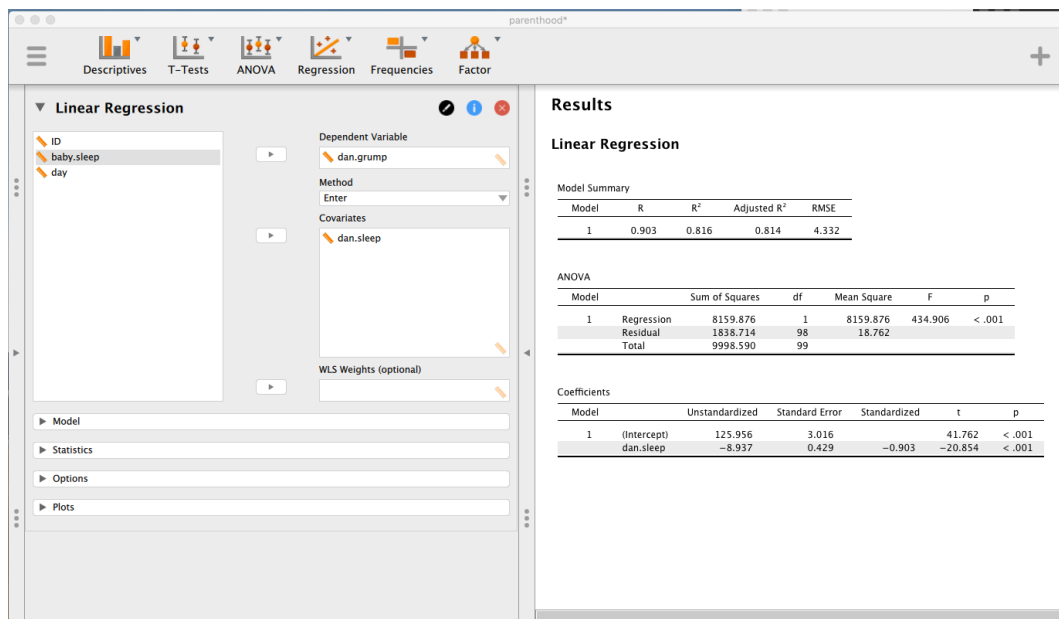 parenthood*
Descriptives T-Tests ANOVA Regression Frequencies Factor
Linear Regression
ID
baby.sleep
day
Dependent Variable
dan.grump
Method
Enter
Covariates
dan.sleep
WLS Weights (optional)
Model
Statistics
Options
Plots
Results
Linear Regression
Model Summary
Model R R² Adjusted R² RMSE
1 0.903 0.816 0.814 4.332
ANOVA
Model Sum of Squares df Mean Square F p
1 Regression 8159.876 1 8159.876 434.906 < .001
Residual 1838.714 98 18.762
Total 9998.590 99
Coefficients
Model Unstandardized Standard Error Standardized t p
1 (Intercept) 125.956 3.016 41.762 < .001
dan.sleep −8.937 0.429 −0.903 −20.854 < .001